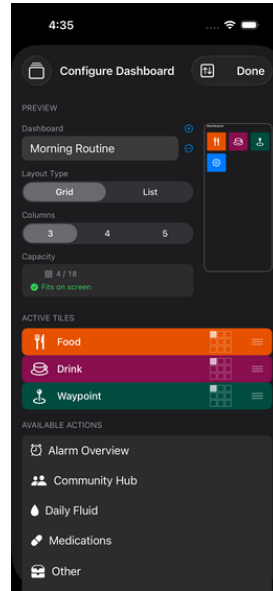 4:35
Configure Dashboard
Done
PREVIEW
Dashboard
Morning Routine
Dashboard
Layout Type
Grid
List
Columns
3
4
5
Capacity
4 / 18
Fits on screen
ACTIVE TILES
Food
Drink
Waypoint
AVAILABLE ACTIONS
Alarm Overview
Community Hub
Daily Fluid
Medications
Other